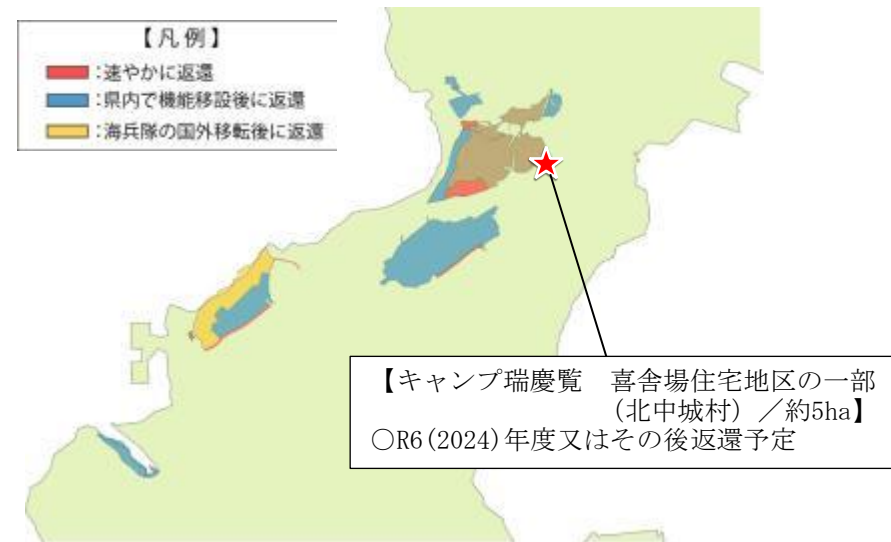 【凡例】
:速やかに返還
:県内で機能移設後に返還
:海兵隊の国外移転後に返還
【キャンプ瑞慶覧　喜舎場住宅地区の一部
（北中城村）／約5ha】
○R6(2024)年度又はその後返還予定